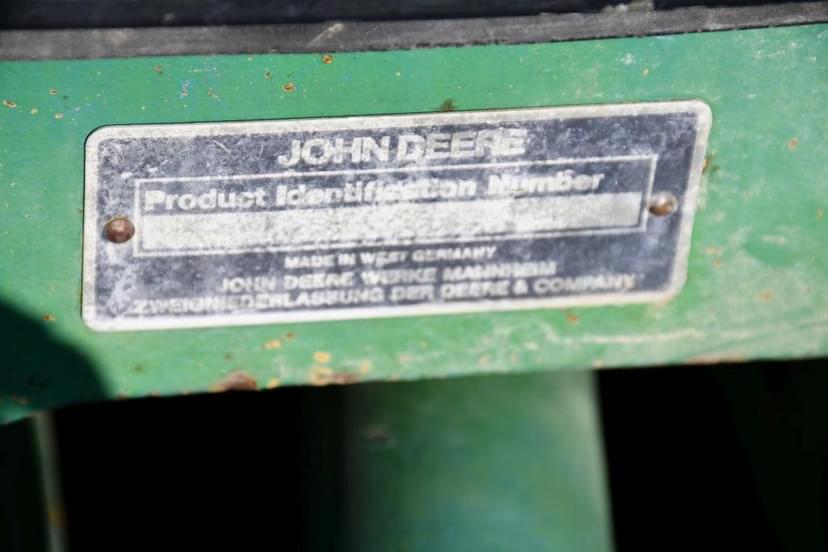 JOHN DEERE
Product Identification Number
MADE IN WEST GERMANY
JOHN DEERE WERKE MANNHEIM
ZWEIGNIEDERLASSUNG DER DEERE & COMPANY